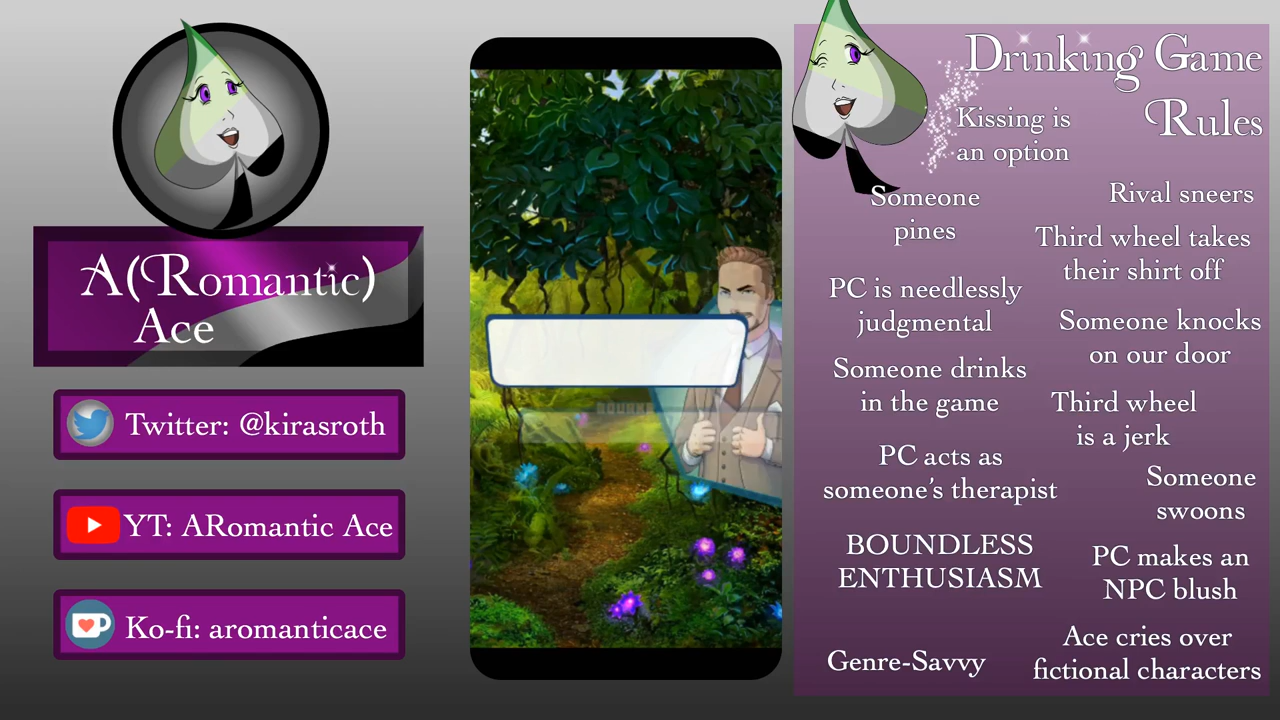 A(Romantic)
Ace
Twitter: @kirasroth
YT: ARomantic Ace
Ko-fi: aromanticace
Drinking Game
Rules
Kissing is
an option
Someone
pines
Rival sneers
Third wheel takes
their shirt off
PC is needlessly
judgmental
Someone knocks
on our door
Someone drinks
in the game
Third wheel
is a jerk
PC acts as
someone's therapist
Someone
swoons
BOUNDLESS
ENTHUSIASM
PC makes an
NPC blush
Genre-Savvy
Ace cries over
fictional characters